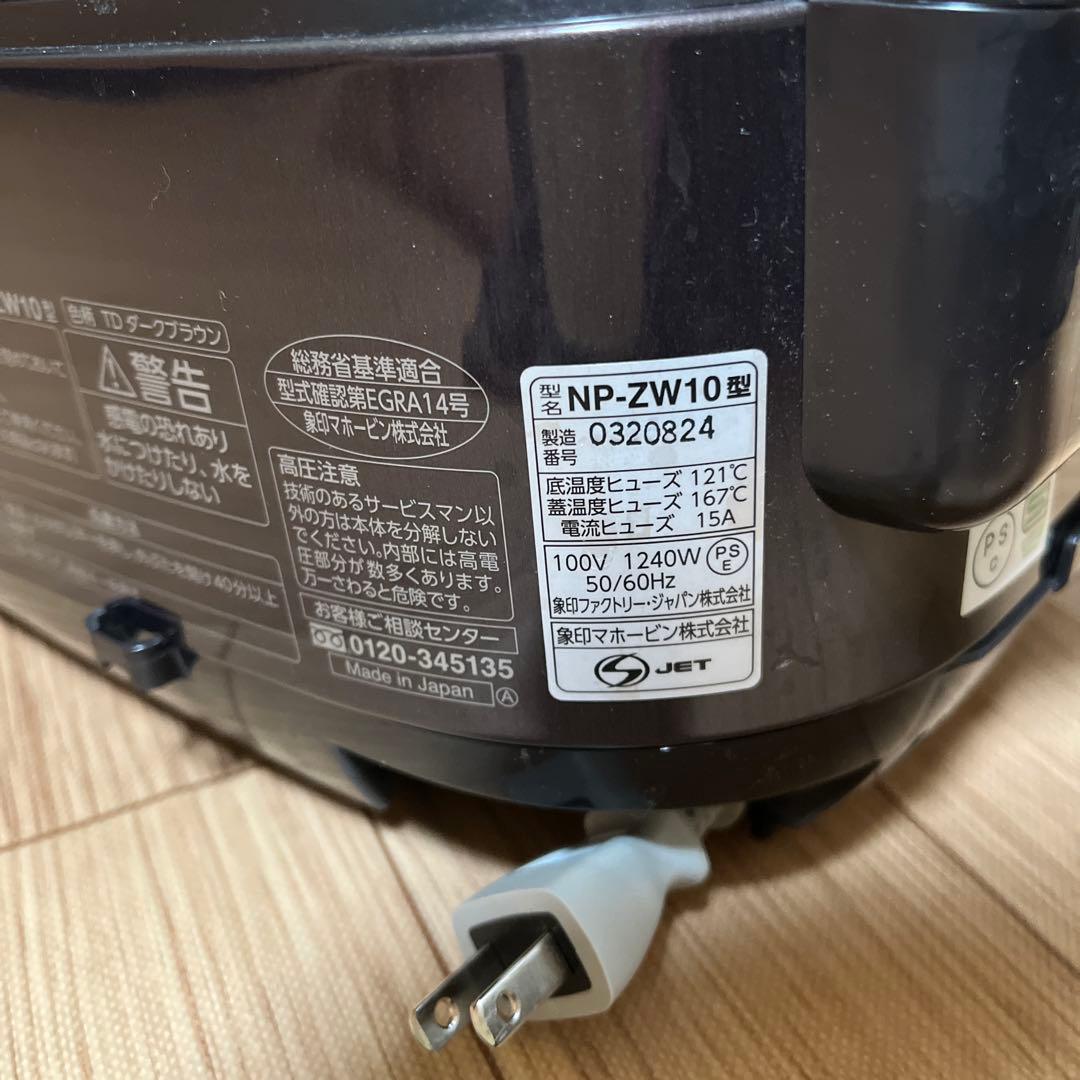 ZW10型
色柄 TD ダークブラウン
警告
感電の恐れあり
水につけたり、水を
かけたりしない
40分以上
総務省基準適合
型式確認第EGRA14号
象印マホービン株式会社
高圧注意
技術のあるサービスマン以
外の方は本体を分解しない
でください。内部には高電
圧部分が数多くあります。
万一さわると危険です。
お客様ご相談センター
0120-345135
Made in Japan
A
型名 NP-ZW10型
製造番号 0320824
底温度ヒューズ 121℃
蓋温度ヒューズ 167℃
電流ヒューズ 15A
100V 1240W PSE
50/60Hz
象印ファクトリー・ジャパン株式会社
象印マホービン株式会社
S JET
PSC